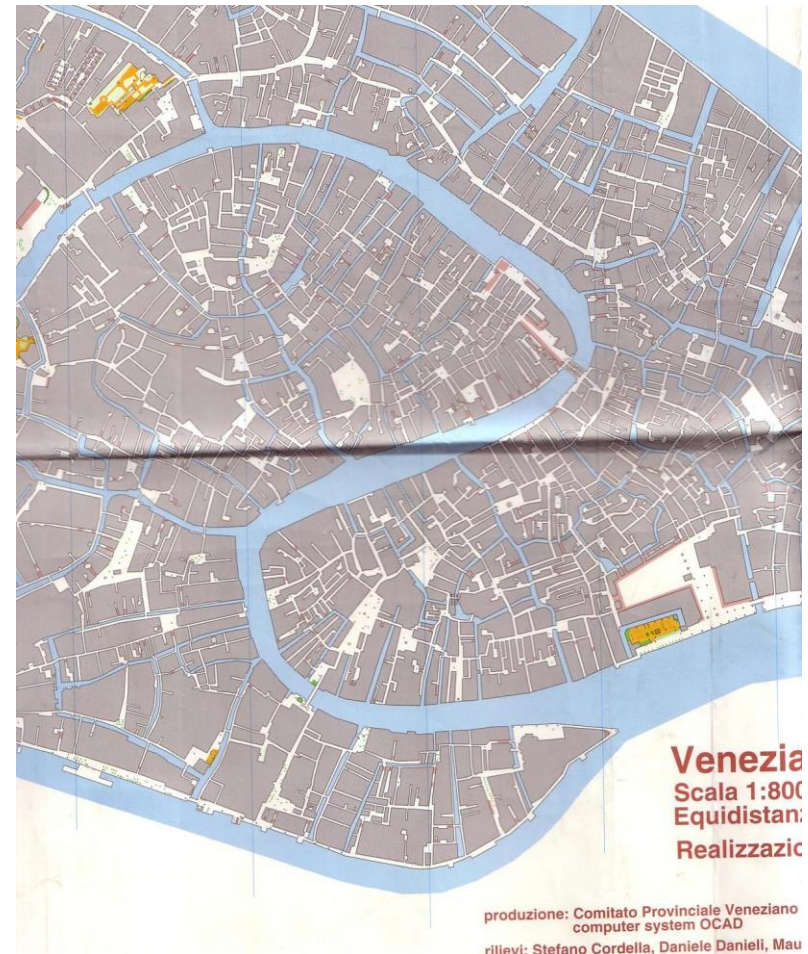 Venezia
Scala 1:800
Equidistanz
Realizzazio
produzione: Comitato Provinciale Veneziano
computer system OCAD
rilievi: Stefano Cordella, Daniele Danieli, Mau